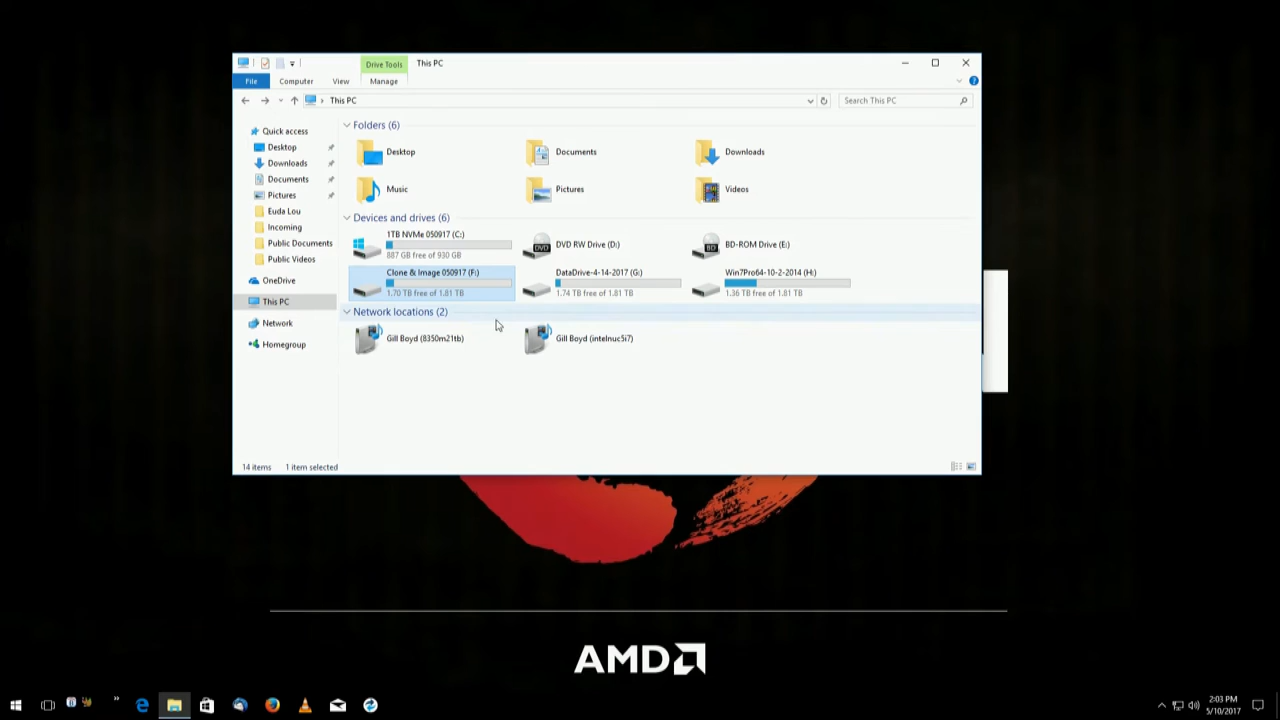 Drive Tools
This PC
File
Computer
View
Manage
This PC
Search This PC
Quick access
Desktop
Downloads
Documents
Pictures
Euda Lou
Incoming
Public Documents
Public Videos
OneDrive
This PC
Network
Homegroup
Folders (6)
Desktop
Documents
Downloads
Music
Pictures
Videos
Devices and drives (6)
1TB NVMe 050917 (C:)
887 GB free of 930 GB
DVD
DVD RW Drive (D:)
BD
BD-ROM Drive (E:)
Clone & Image 050917 (F:)
1.70 TB free of 1.81 TB
DataDrive-4-14-2017 (G:)
1.74 TB free of 1.81 TB
Win7Pro64-10-2-2014 (H:)
1.36 TB free of 1.81 TB
Network locations (2)
Gill Boyd (8350m21tb)
Gill Boyd (intelnuc5i7)
14 items
1 item selected
AMD
2:03 PM
5/10/2017